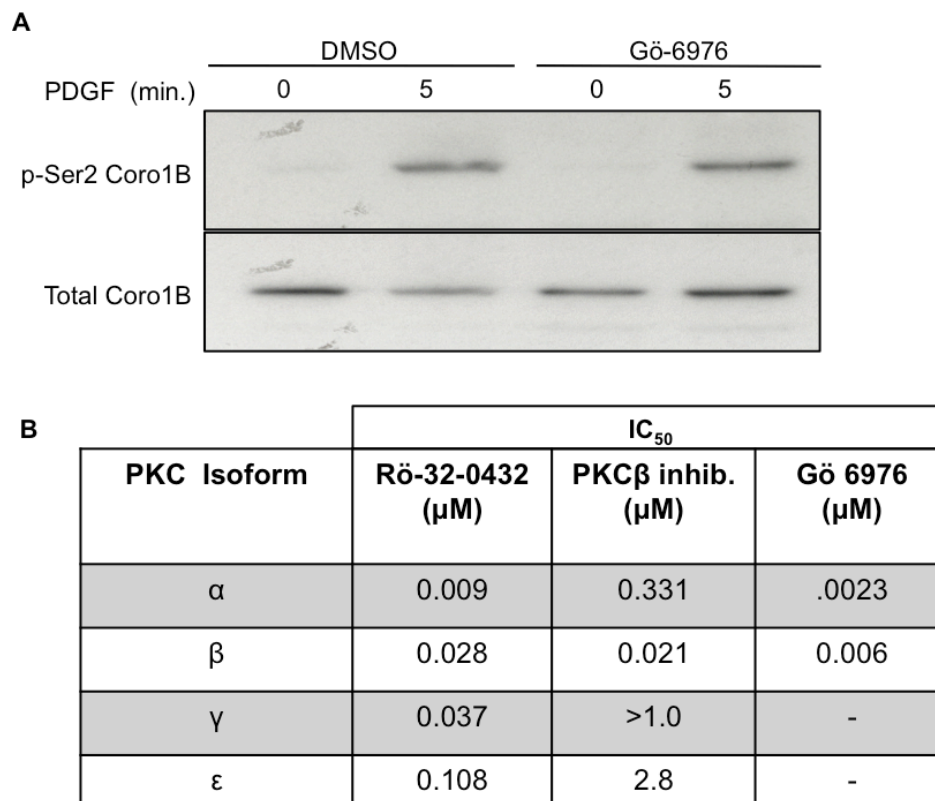 A
DMSO Gö-6976
PDGF (min.) 0 5 0 5
p-Ser2 Coro1B
Total Coro1B
B
IC50
PKC Isoform Rö-32-0432 (µM) PKCβ inhib. (µM) Gö 6976 (µM)
α 0.009 0.331 .0023
β 0.028 0.021 0.006
γ 0.037 >1.0 -
ε 0.108 2.8 -